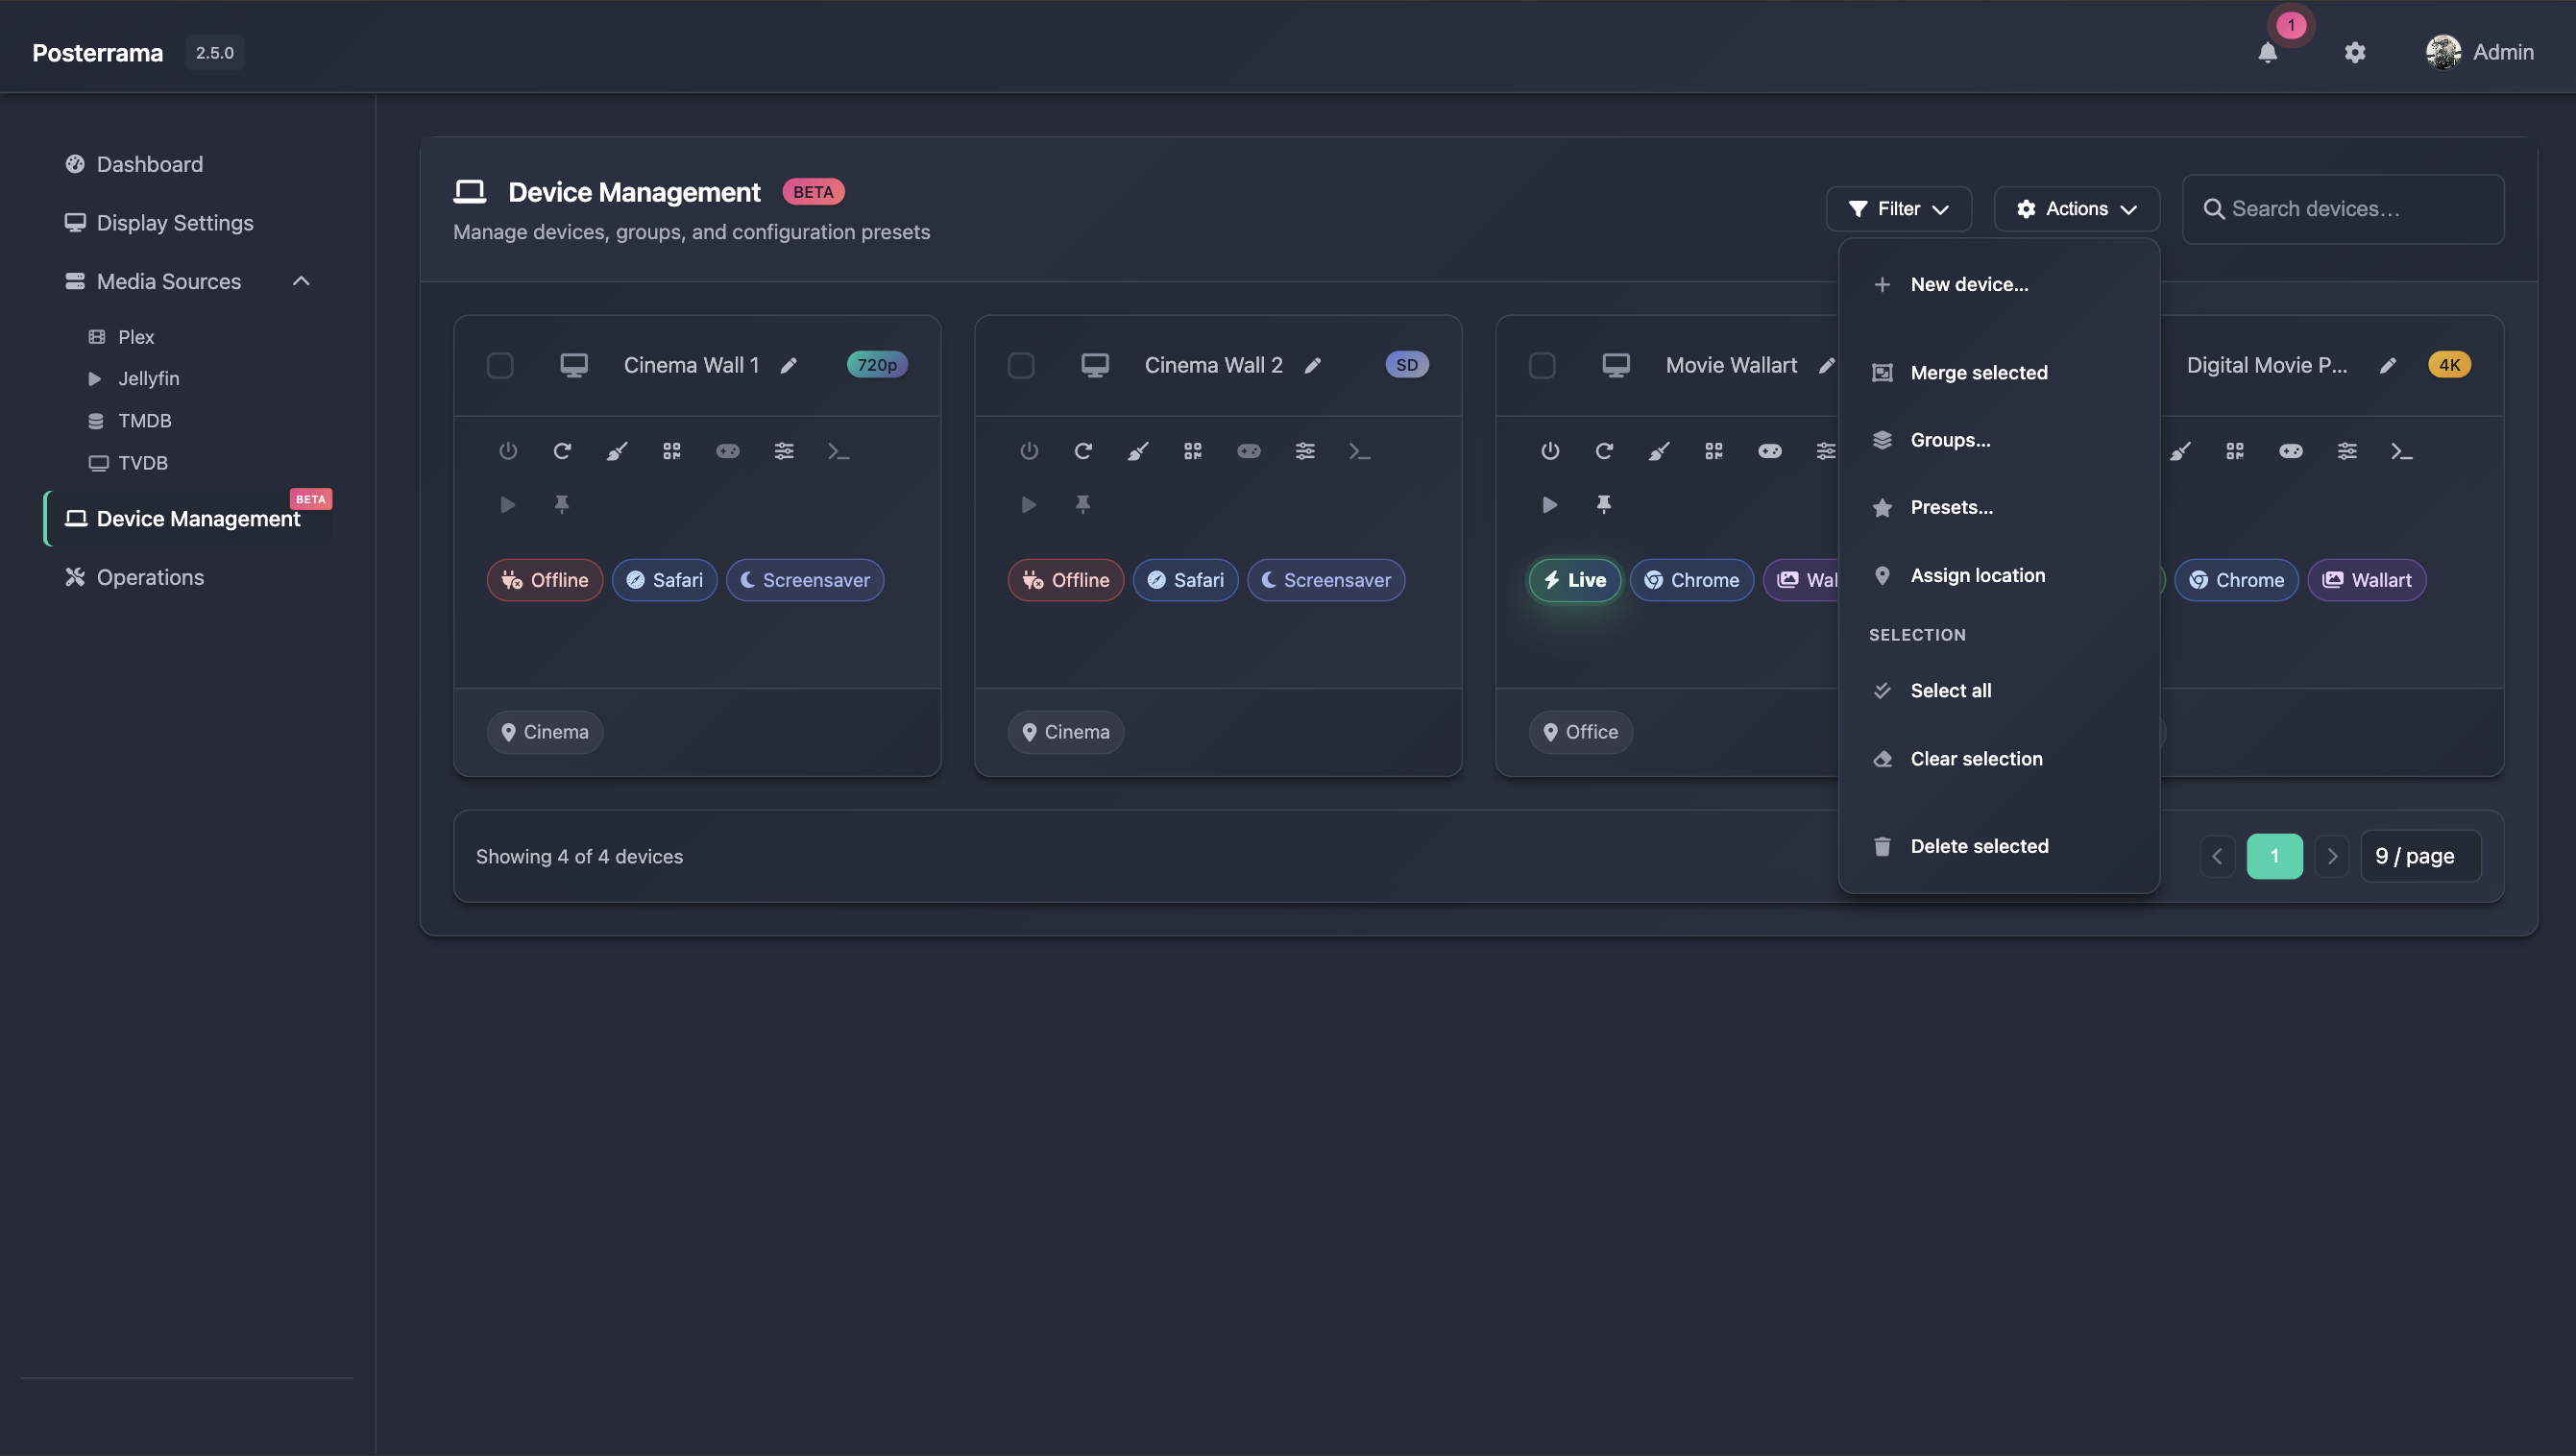 Posterrama 2.5.0
1
Admin
Dashboard
Display Settings
Media Sources
Plex
Jellyfin
TMDB
TVDB
Device Management BETA
Operations
Device Management BETA
Manage devices, groups, and configuration presets
Filter
Actions
Search devices…
New device...
Merge selected
Groups...
Presets...
Assign location
SELECTION
Select all
Clear selection
Delete selected
Cinema Wall 1 720p
Offline Safari Screensaver
Cinema
Cinema Wall 2 SD
Offline Safari Screensaver
Cinema
Movie Wallart
Live Chrome Wal
Office
Digital Movie P... 4K
Chrome Wallart
Showing 4 of 4 devices
1
9 / page